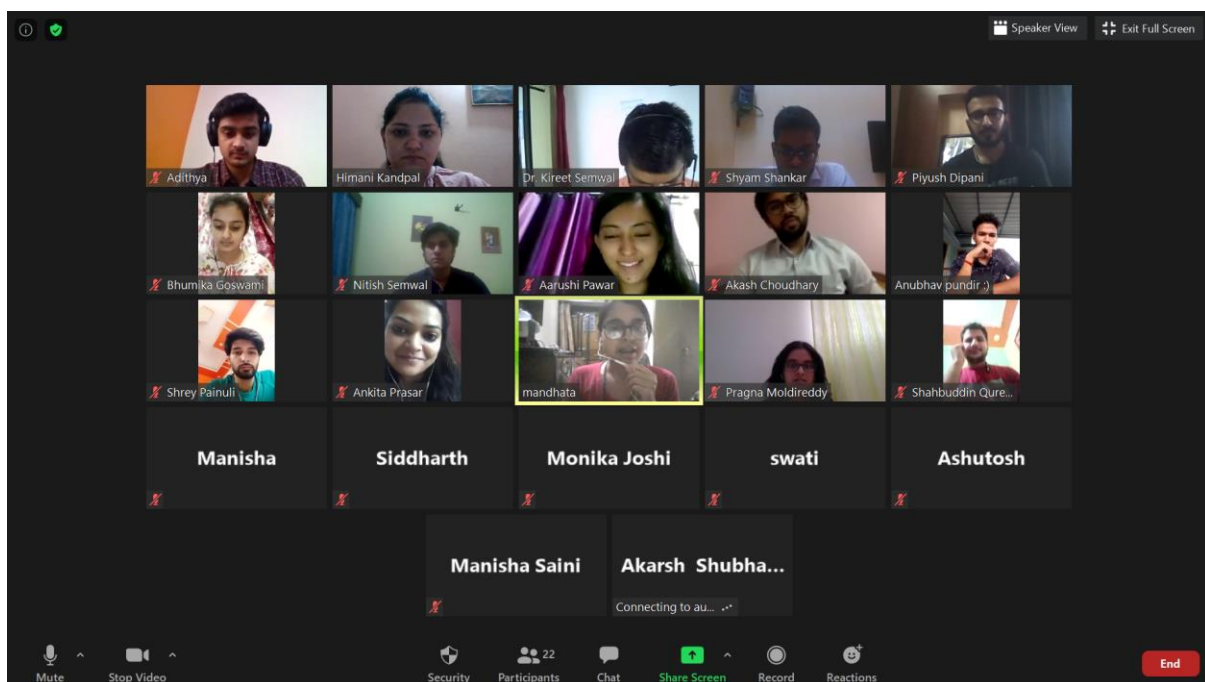 Speaker View Exit Full Screen
Adithya Himani Kandpal Dr. Kireet Semwal Shyam Shankar Piyush Dipani
Bhumika Goswami Nitish Semwal Aarushi Pawar Akash Choudhary Anubhav pundir :)
Shrey Painuli Ankita Prasar mandhata Pragna Moldireddy Shahbuddin Qure...
Manisha Siddharth Monika Joshi swati Ashutosh
Manisha Saini Akarsh Shubha...
Connecting to au...
22
Mute Stop Video Security Participants Chat Share Screen Record Reactions End